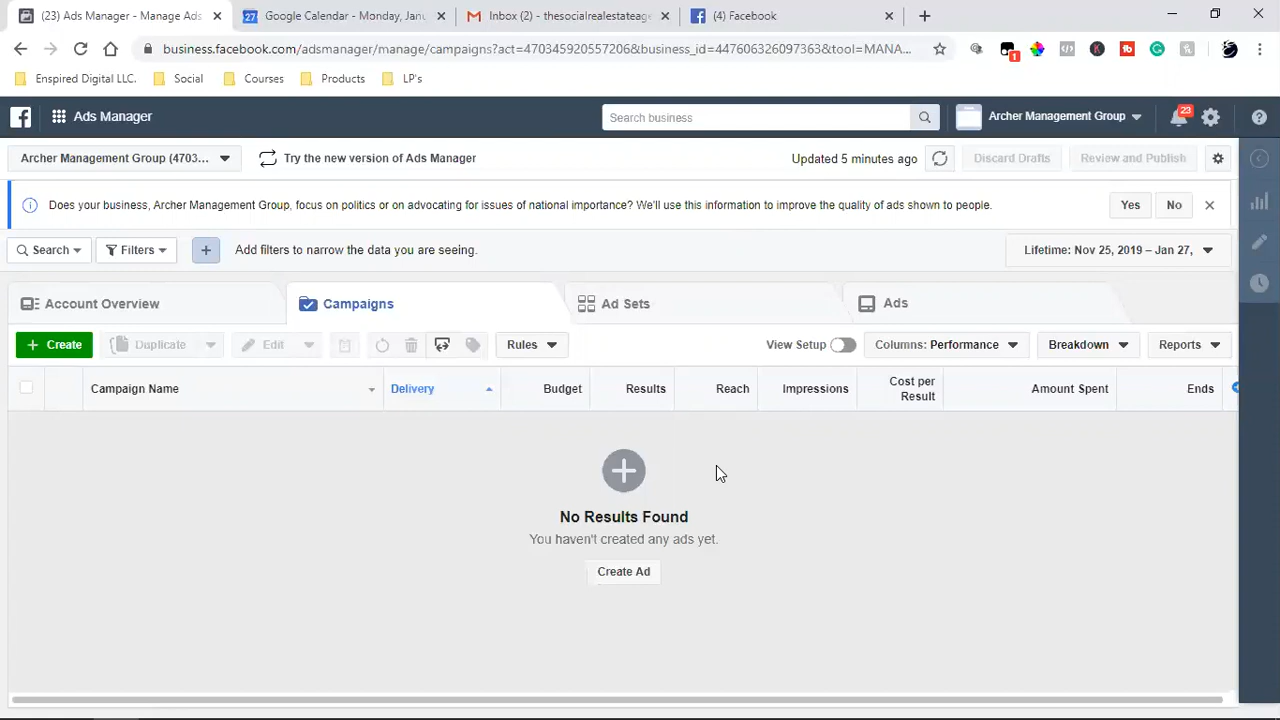 (23) Ads Manager - Manage Ads
Google Calendar - Monday, Jan
Inbox (2) - thesocialrealestateag
(4) Facebook
business.facebook.com/adsmanager/manage/campaigns?act=470345920557206&business_id=447606326097363&tool=MANA...
1
Enspired Digital LLC.
Social
Courses
Products
LP's
Ads Manager
Search business
Archer Management Group
23
Archer Management Group (4703...
Try the new version of Ads Manager
Updated 5 minutes ago
Discard Drafts
Review and Publish
Does your business, Archer Management Group, focus on politics or on advocating for issues of national importance? We'll use this information to improve the quality of ads shown to people.
Yes
No
Search
Filters
Add filters to narrow the data you are seeing.
Lifetime: Nov 25, 2019 – Jan 27,
Account Overview
Campaigns
Ad Sets
Ads
+ Create
Duplicate
Edit
Rules
View Setup
Columns: Performance
Breakdown
Reports
Campaign Name
Delivery
Budget
Results
Reach
Impressions
Cost per
Result
Amount Spent
Ends
No Results Found
You haven't created any ads yet.
Create Ad